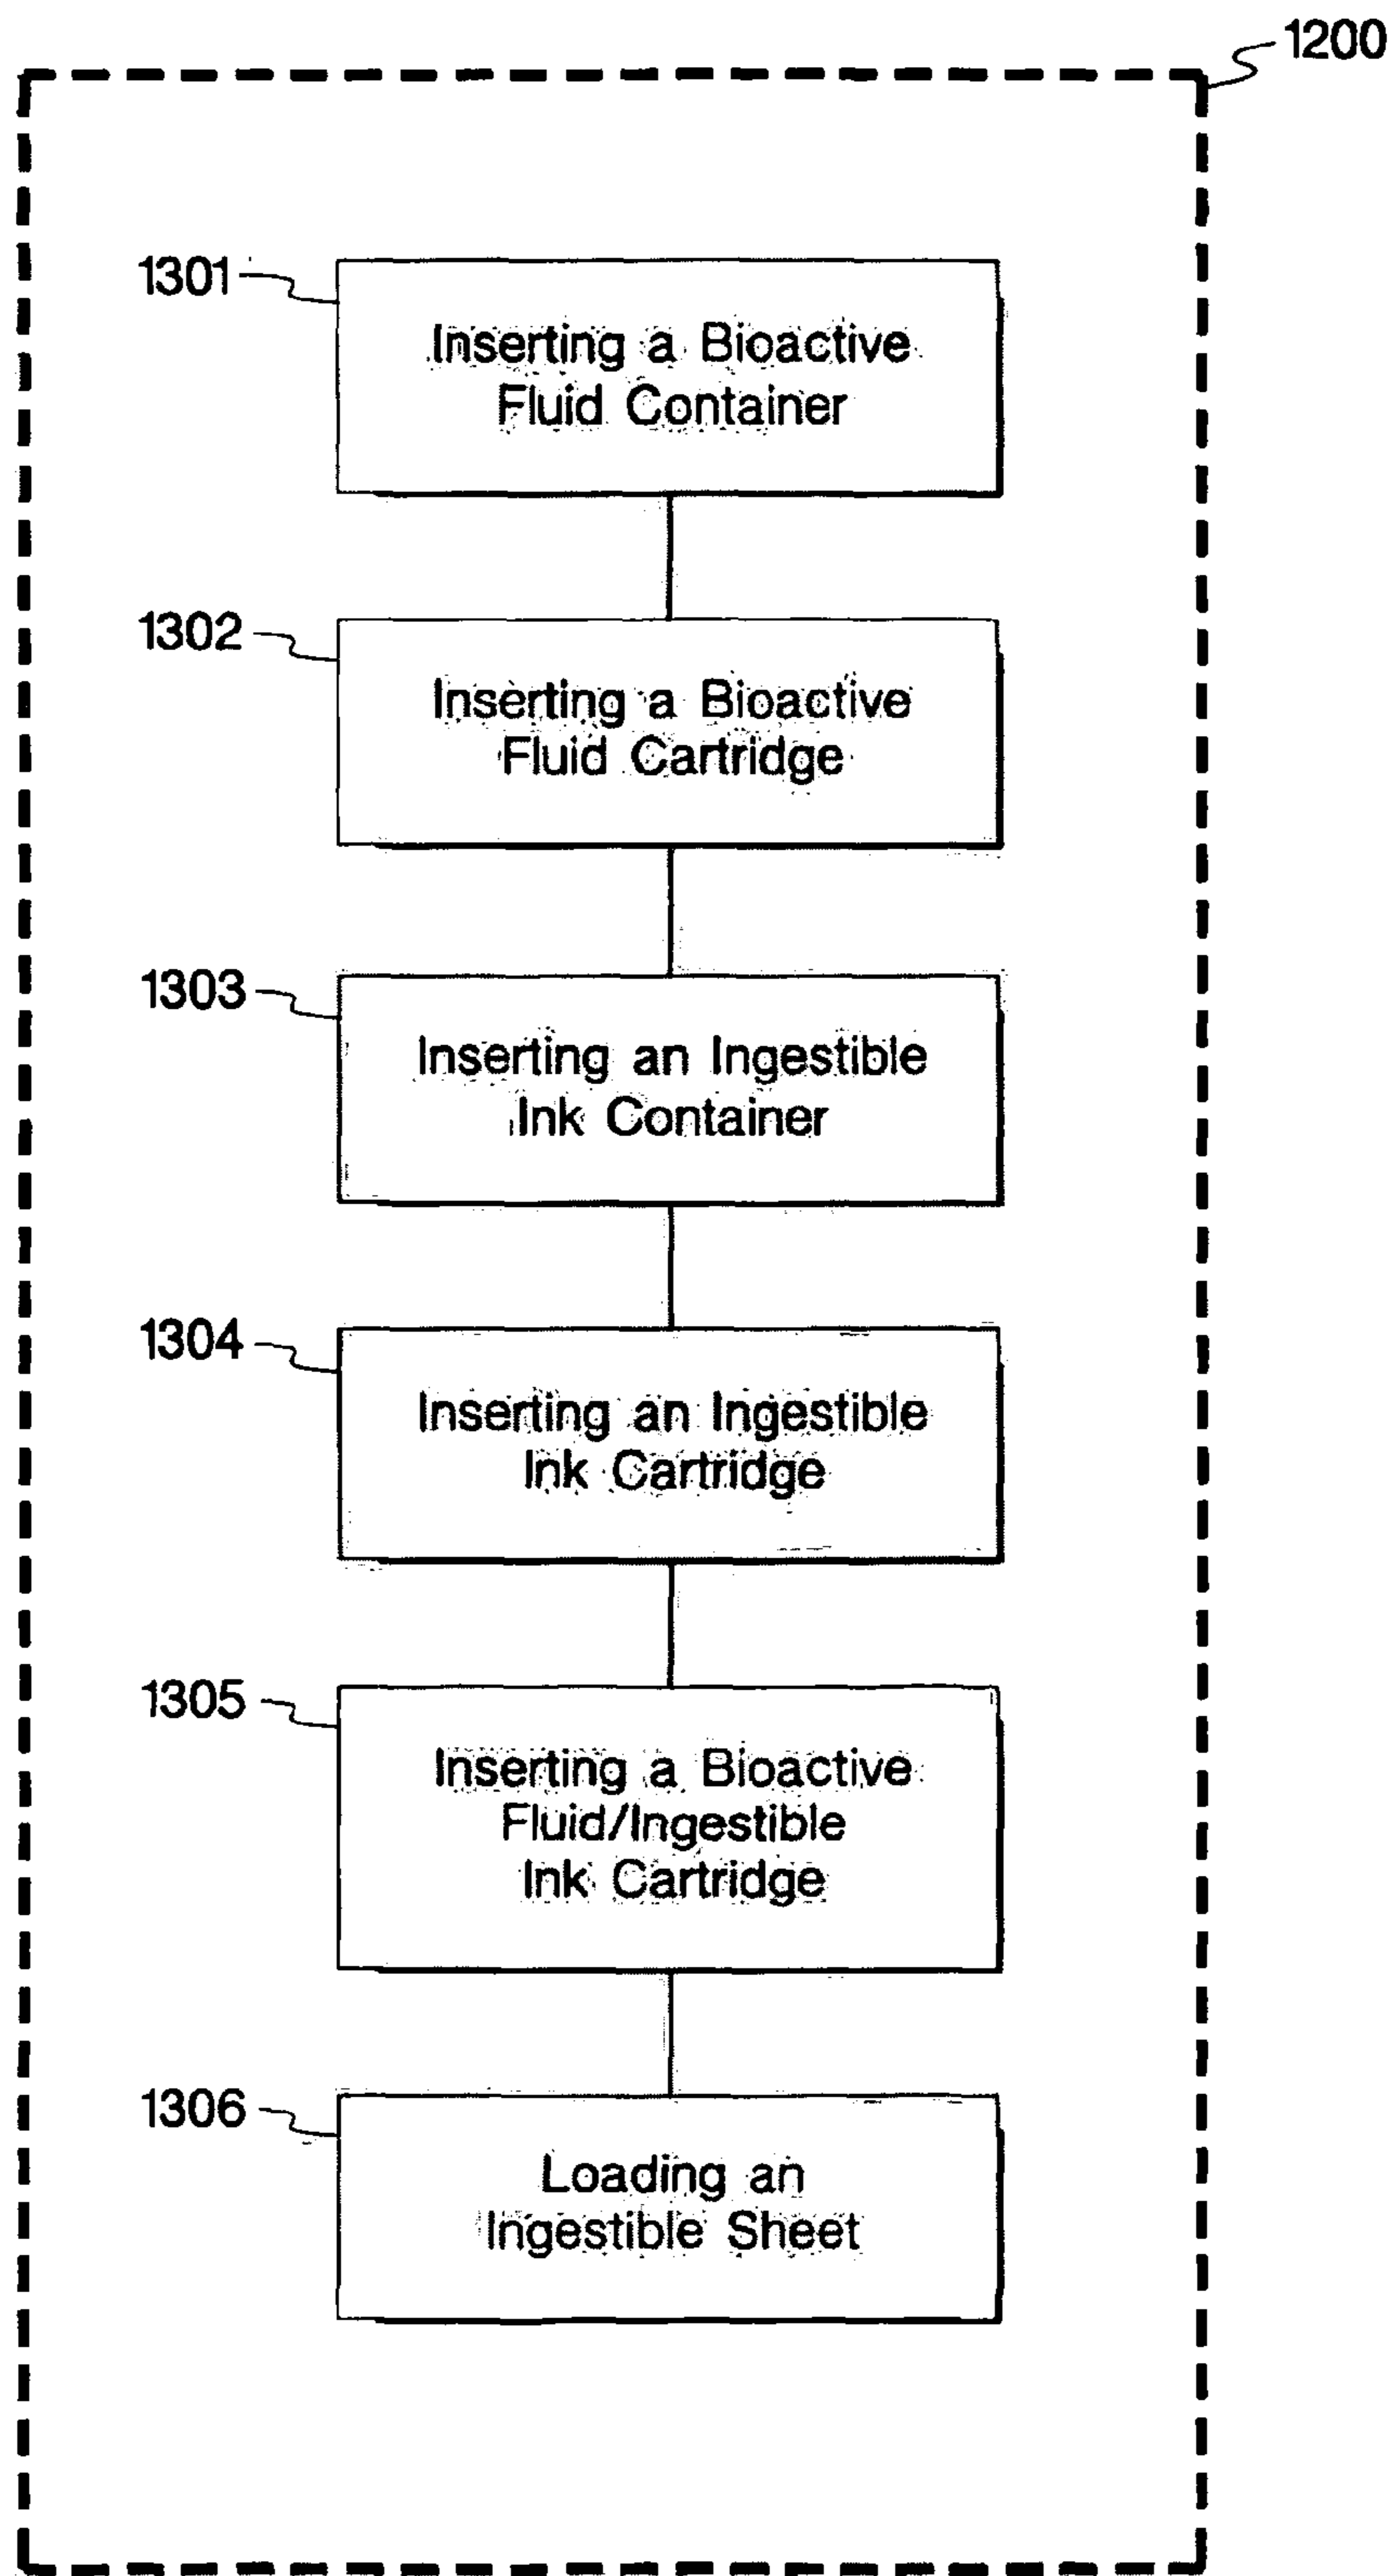 1200
1301
Inserting a Bioactive
Fluid Container
1302
Inserting a Bioactive
Fluid Cartridge
1303
Inserting an Ingestible
Ink Container
1304
Inserting an Ingestible
Ink Cartridge
1305
Inserting a Bioactive
Fluid/Ingestible
Ink Cartridge
1306
Loading an
Ingestible Sheet